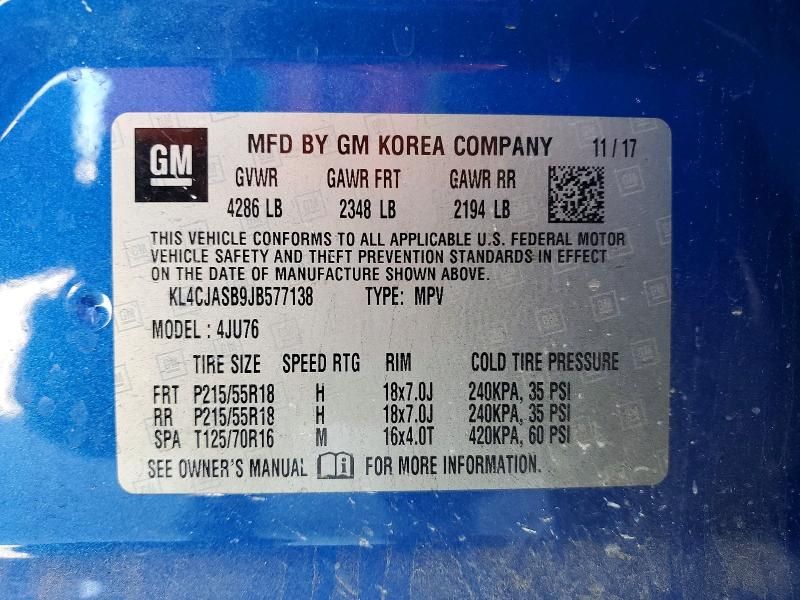 GM
MFD BY GM KOREA COMPANY 11/17
GVWR GAWR FRT GAWR RR
4286 LB 2348 LB 2194 LB
THIS VEHICLE CONFORMS TO ALL APPLICABLE U.S. FEDERAL MOTOR
VEHICLE SAFETY AND THEFT PREVENTION STANDARDS IN EFFECT
ON THE DATE OF MANUFACTURE SHOWN ABOVE.
KL4CJASB9JB577138 TYPE: MPV
MODEL : 4JU76
TIRE SIZE SPEED RTG RIM COLD TIRE PRESSURE
FRT P215/55R18 H 18x7.0J 240KPA, 35 PSI
RR P215/55R18 H 18x7.0J 240KPA, 35 PSI
SPA T125/70R16 M 16x4.0T 420KPA, 60 PSI
SEE OWNER'S MANUAL FOR MORE INFORMATION.